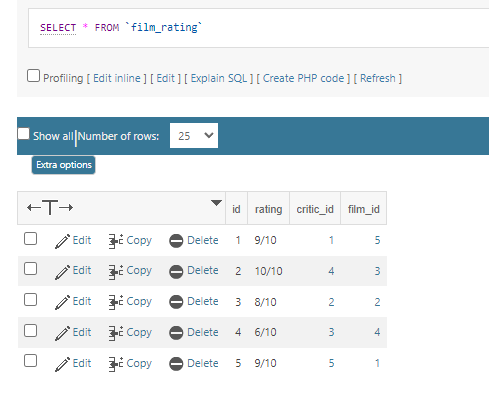 SELECT * FROM `film_rating`
Profiling [ Edit inline ] [ Edit ] [ Explain SQL ] [ Create PHP code ] [ Refresh ]
Show all Number of rows: 25
Extra options
←T→ id rating critic_id film_id
Edit Copy Delete 1 9/10 1 5
Edit Copy Delete 2 10/10 4 3
Edit Copy Delete 3 8/10 2 2
Edit Copy Delete 4 6/10 3 4
Edit Copy Delete 5 9/10 5 1